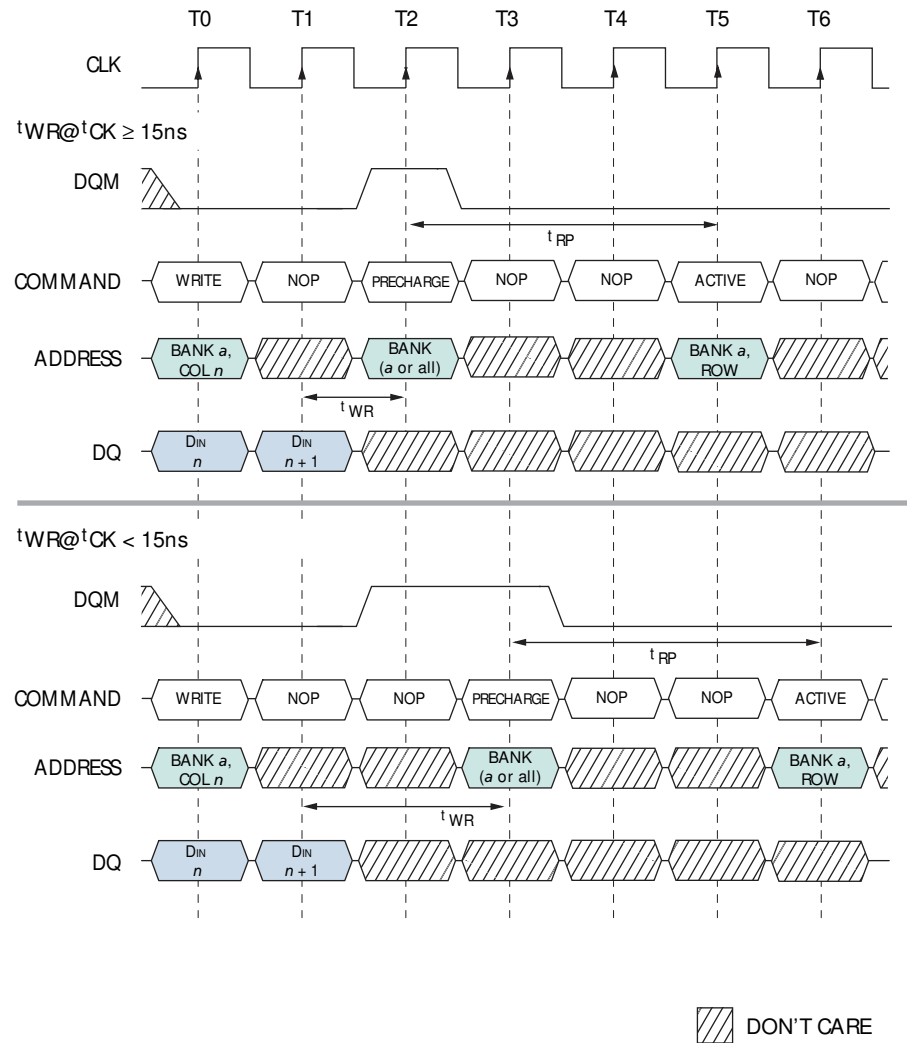 T0 T1 T2 T3 T4 T5 T6
CLK
tWR@tCK ≥ 15ns
DQM
tRP
COMMAND WRITE NOP PRECHARGE NOP NOP ACTIVE NOP
ADDRESS BANK a, COL n BANK (a or all) BANK a, ROW
tWR
DQ DIN n DIN n + 1
tWR@tCK < 15ns
DQM
tRP
COMMAND WRITE NOP NOP PRECHARGE NOP NOP ACTIVE
ADDRESS BANK a, COL n BANK (a or all) BANK a, ROW
tWR
DQ DIN n DIN n + 1
DON'T CARE